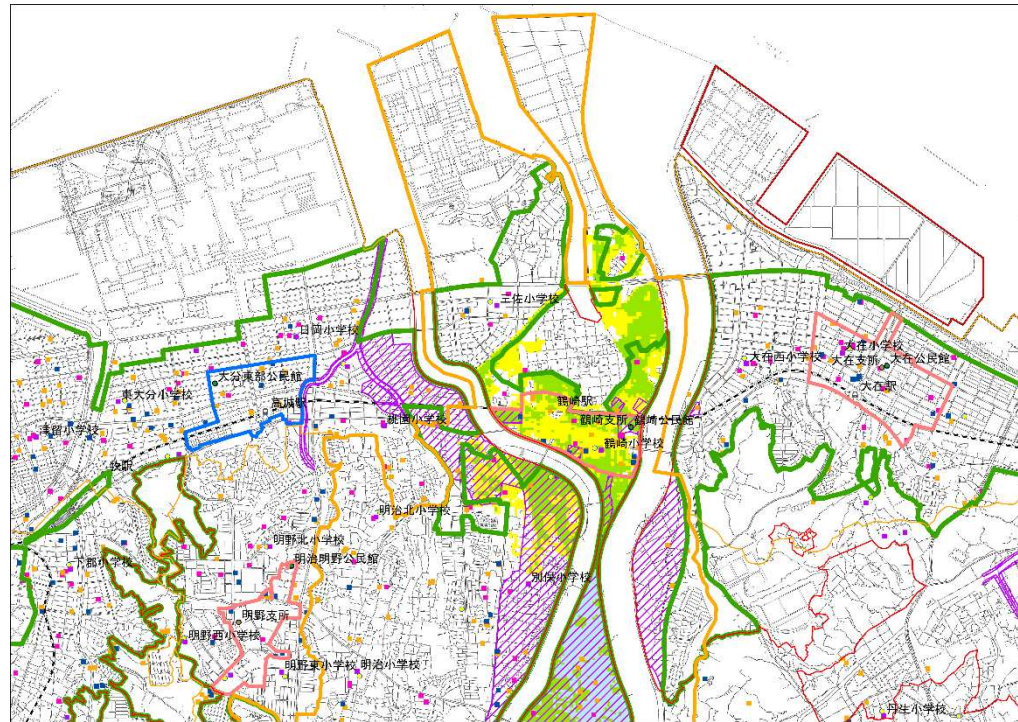 三佐小学校
日岡小学校
大在小学校
大在西小学校
大在支所
大在公民館
大在駅
大分東部公民館
東大分小学校
高城駅
鶴崎駅
桃園小学校
鶴崎支所
鶴崎公民館
津留小学校
鶴崎小学校
牧駅
明治北小学校
明野北小学校
明治明野公民館
下郡小学校
別保小学校
明野支所
明野西小学校
明野東小学校
明治小学校
丹生小学校